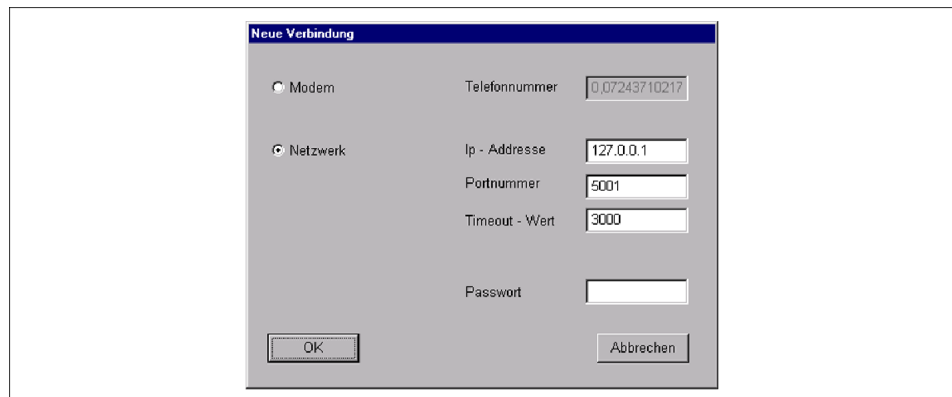 Neue Verbindung
Modem Telefonnummer 0,07243710217
Netzwerk Ip - Addresse 127.0.0.1
Portnummer 5001
Timeout - Wert 3000
Passwort
OK Abbrechen